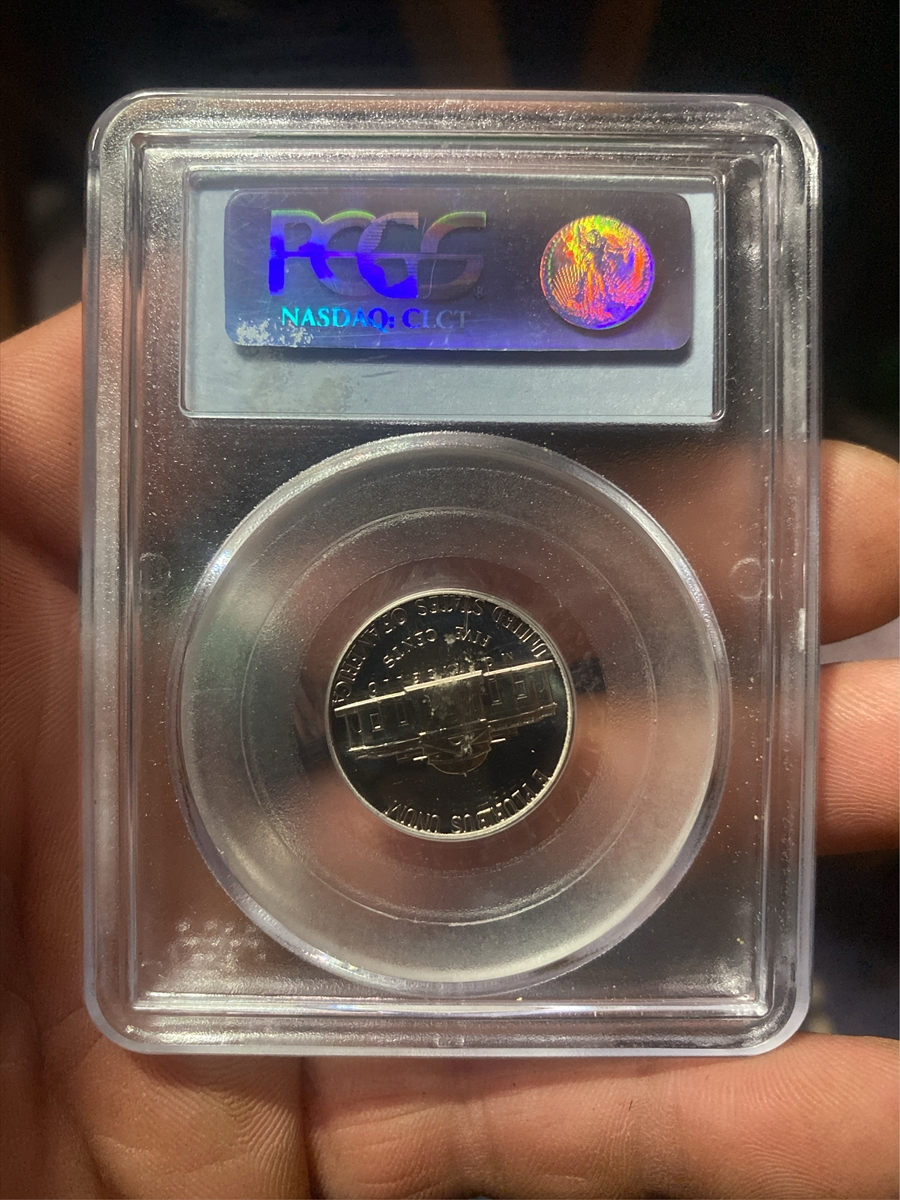 PCGS
NASDAQ: CLCT
E PLURIBUS UNUM
MONTICELLO
FIVE CENTS
UNITED STATES OF AMERICA